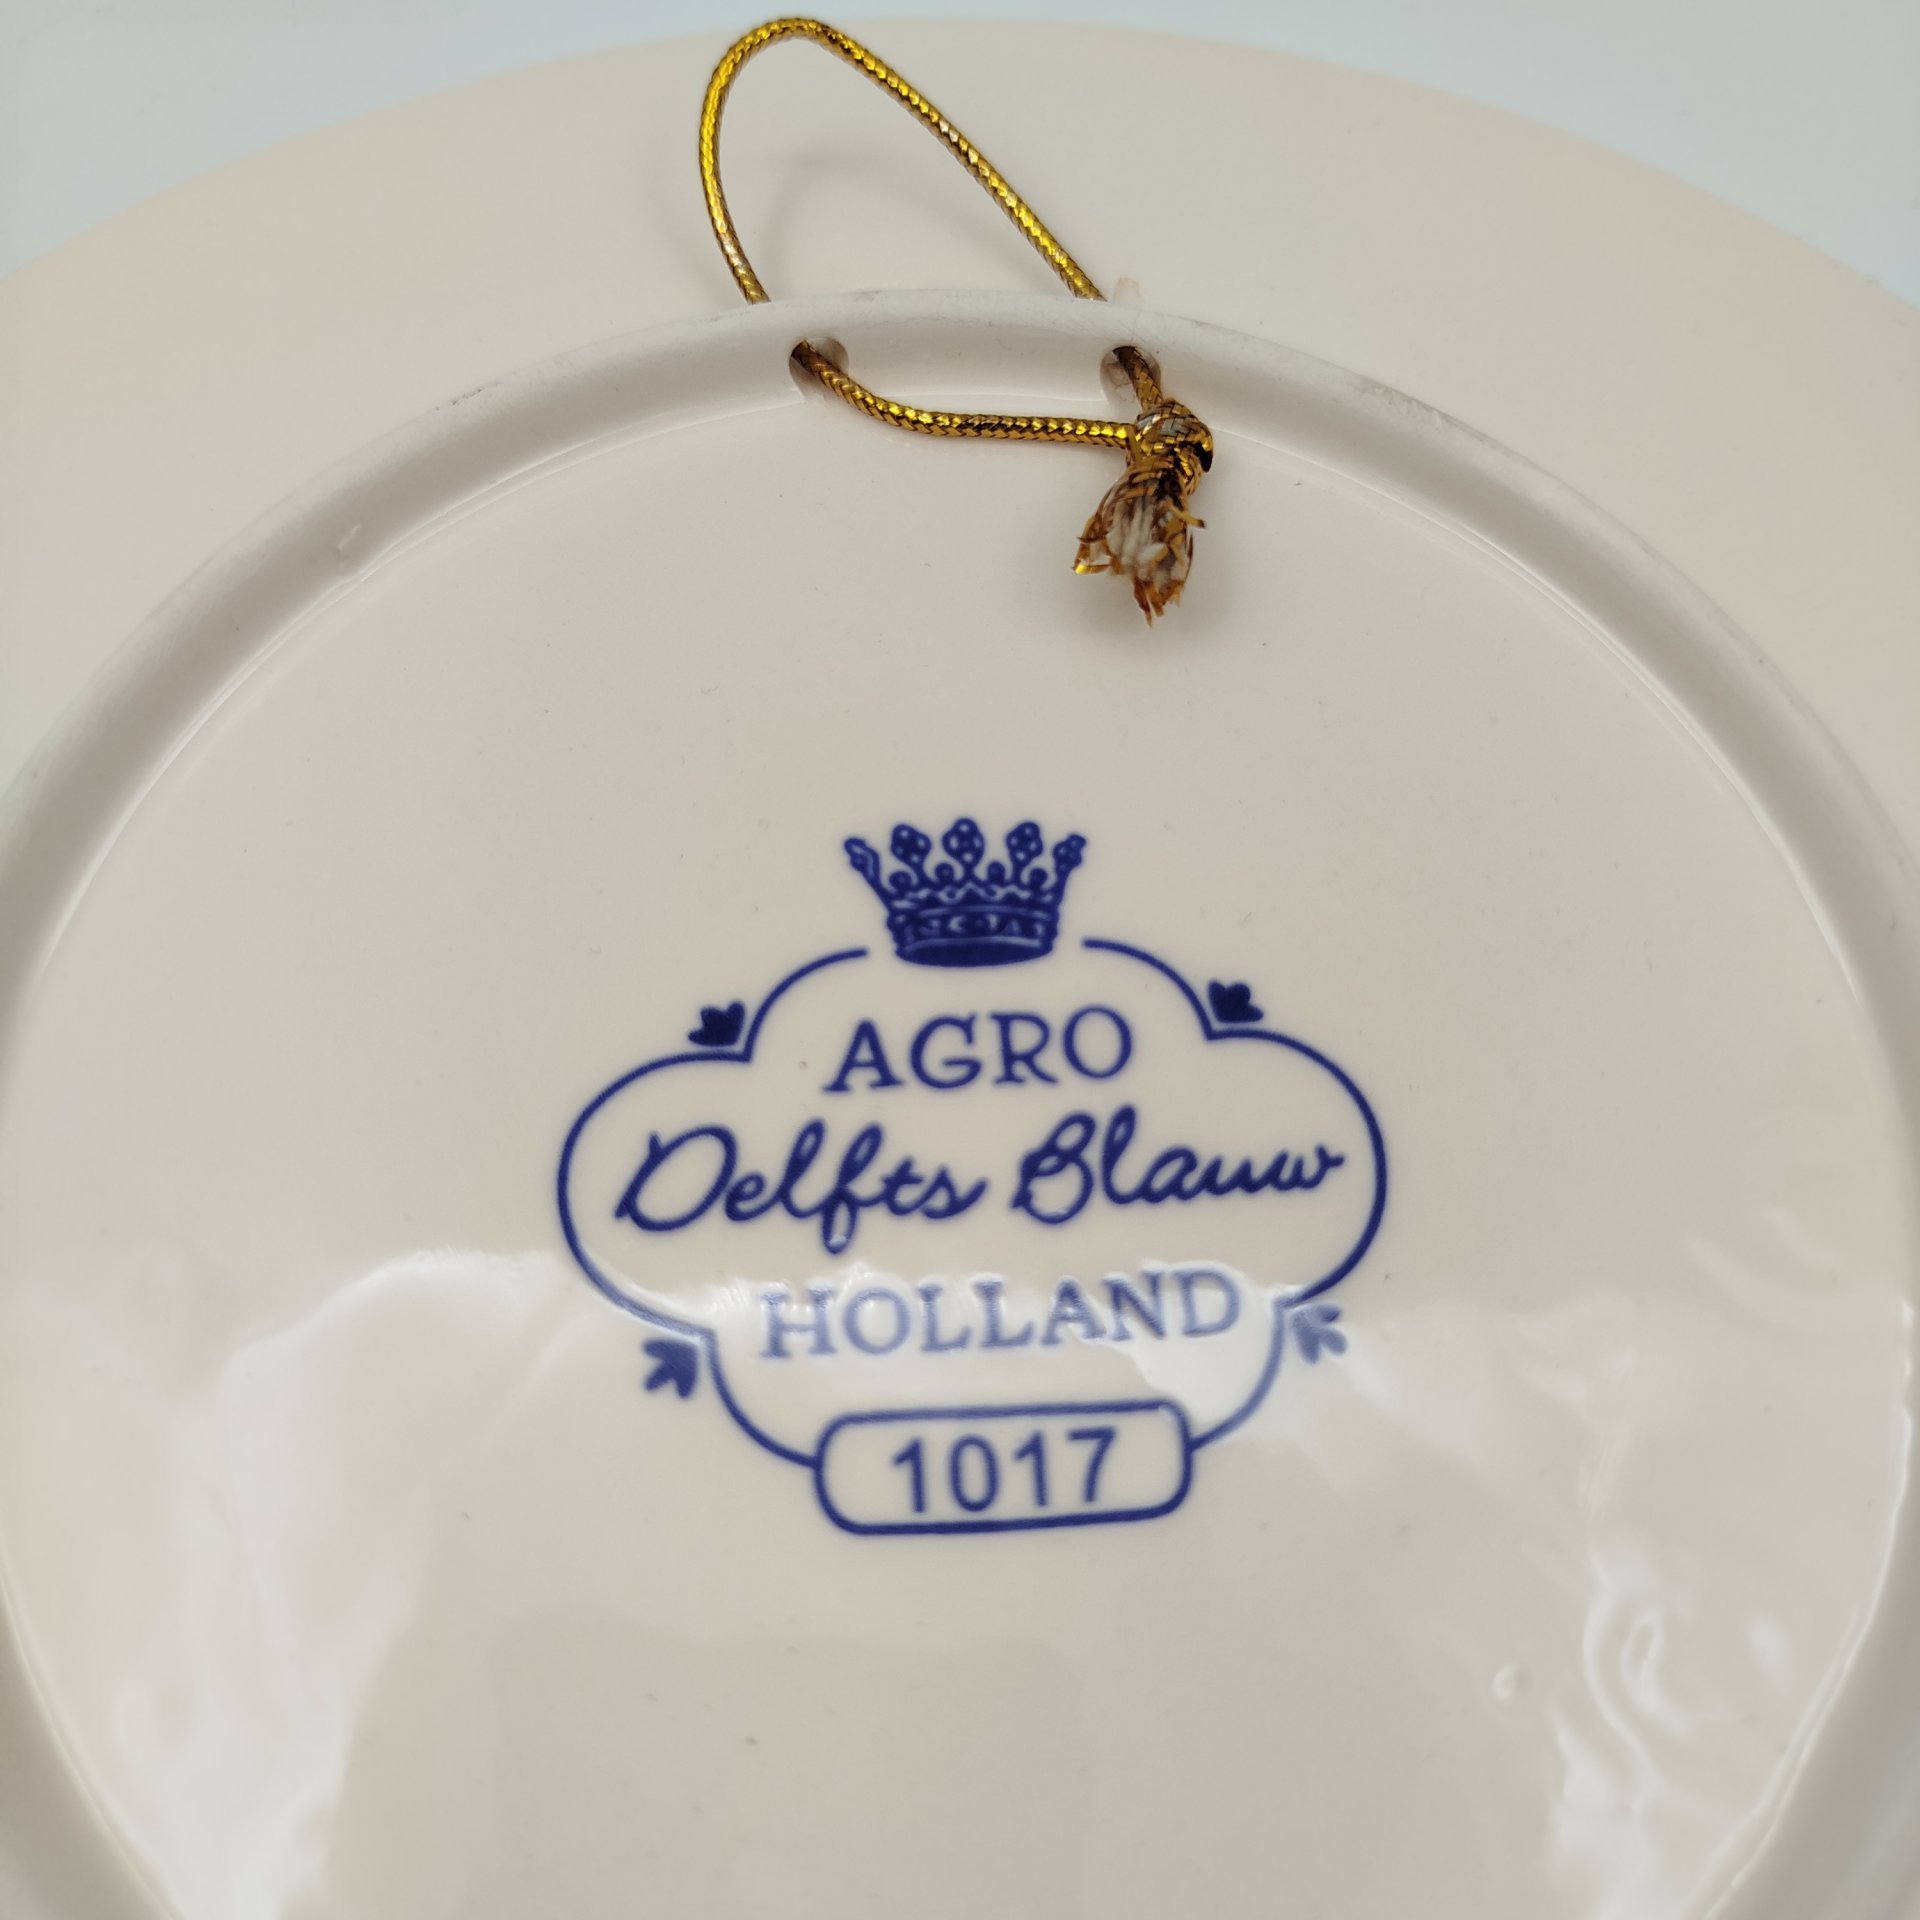 AGRO
Delfts Blauw
HOLLAND
1017